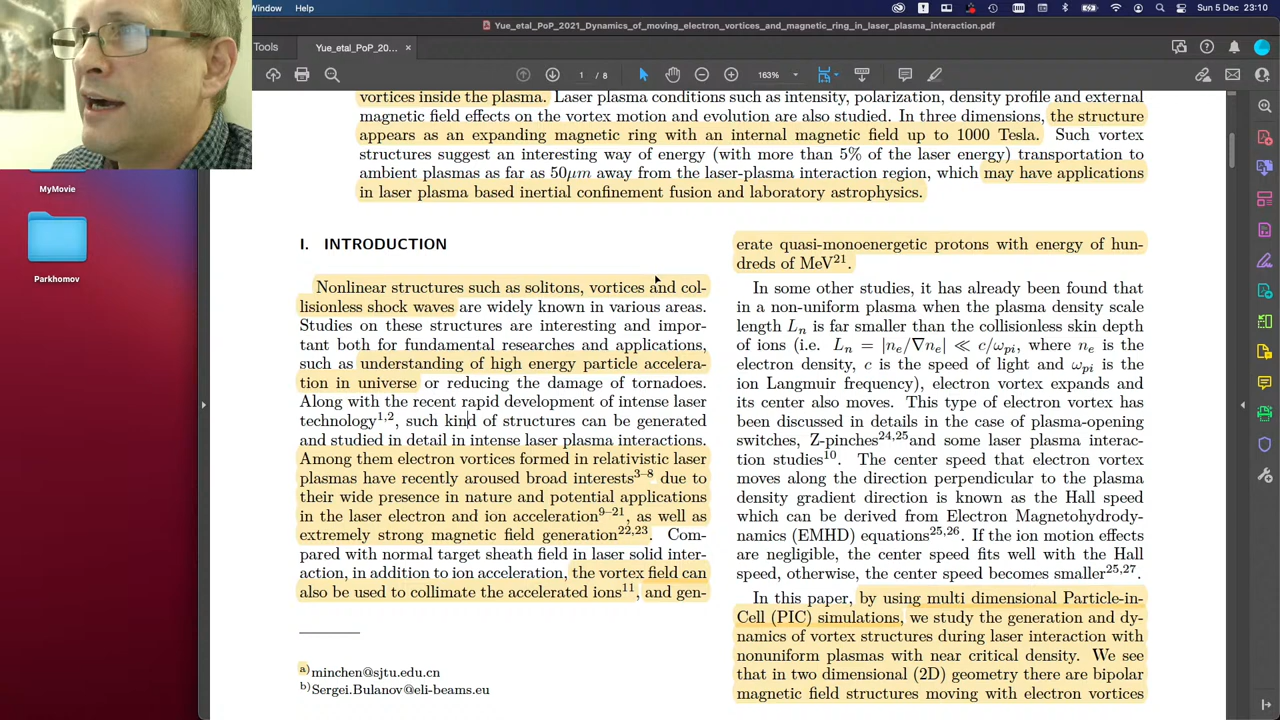 Window
Sun 5 Dec 23:10
Yue_etal_PoP_2021_Dynamics_of_moving_electron_vortices_and_magnetic_ring_in_laser_plasma_interaction.pdf
Tools
Yue_etal_PoP_20...
×
1 / 8
163%
MyMovie
Parkhomov
vortices inside the plasma. Laser plasma conditions such as intensity, polarization, density profile and external
magnetic field effects on the vortex motion and evolution are also studied. In three dimensions, the structure
appears as an expanding magnetic ring with an internal magnetic field up to 1000 Tesla. Such vortex
structures suggest an interesting way of energy (with more than 5% of the laser energy) transportation to
ambient plasmas as far as 50μm away from the laser-plasma interaction region, which may have applications
in laser plasma based inertial confinement fusion and laboratory astrophysics.
I. INTRODUCTION
Nonlinear structures such as solitons, vortices and col-
lisionless shock waves are widely known in various areas.
Studies on these structures are interesting and impor-
tant both for fundamental researches and applications,
such as understanding of high energy particle accelera-
tion in universe or reducing the damage of tornadoes.
Along with the recent rapid development of intense laser
technology1,2, such kind of structures can be generated
and studied in detail in intense laser plasma interactions.
Among them electron vortices formed in relativistic laser
plasmas have recently aroused broad interests3–8 due to
their wide presence in nature and potential applications
in the laser electron and ion acceleration9–21, as well as
extremely strong magnetic field generation22,23. Com-
pared with normal target sheath field in laser solid inter-
action, in addition to ion acceleration, the vortex field can
also be used to collimate the accelerated ions11, and gen-
a)minchen@sjtu.edu.cn
b)Sergei.Bulanov@eli-beams.eu
erate quasi-monoenergetic protons with energy of hun-
dreds of MeV21.
In some other studies, it has already been found that
in a non-uniform plasma when the plasma density scale
length Ln is far smaller than the collisionless skin depth
of ions (i.e. Ln = |ne/∇ne| ≪ c/ωpi, where ne is the
electron density, c is the speed of light and ωpi is the
ion Langmuir frequency), electron vortex expands and
its center also moves. This type of electron vortex has
been discussed in details in the case of plasma-opening
switches, Z-pinches24,25and some laser plasma interac-
tion studies10. The center speed that electron vortex
moves along the direction perpendicular to the plasma
density gradient direction is known as the Hall speed
which can be derived from Electron Magnetohydrody-
namics (EMHD) equations25,26. If the ion motion effects
are negligible, the center speed fits well with the Hall
speed, otherwise, the center speed becomes smaller25,27.
In this paper, by using multi dimensional Particle-in-
Cell (PIC) simulations, we study the generation and dy-
namics of vortex structures during laser interaction with
nonuniform plasmas with near critical density. We see
that in two dimensional (2D) geometry there are bipolar
magnetic field structures moving with electron vortices